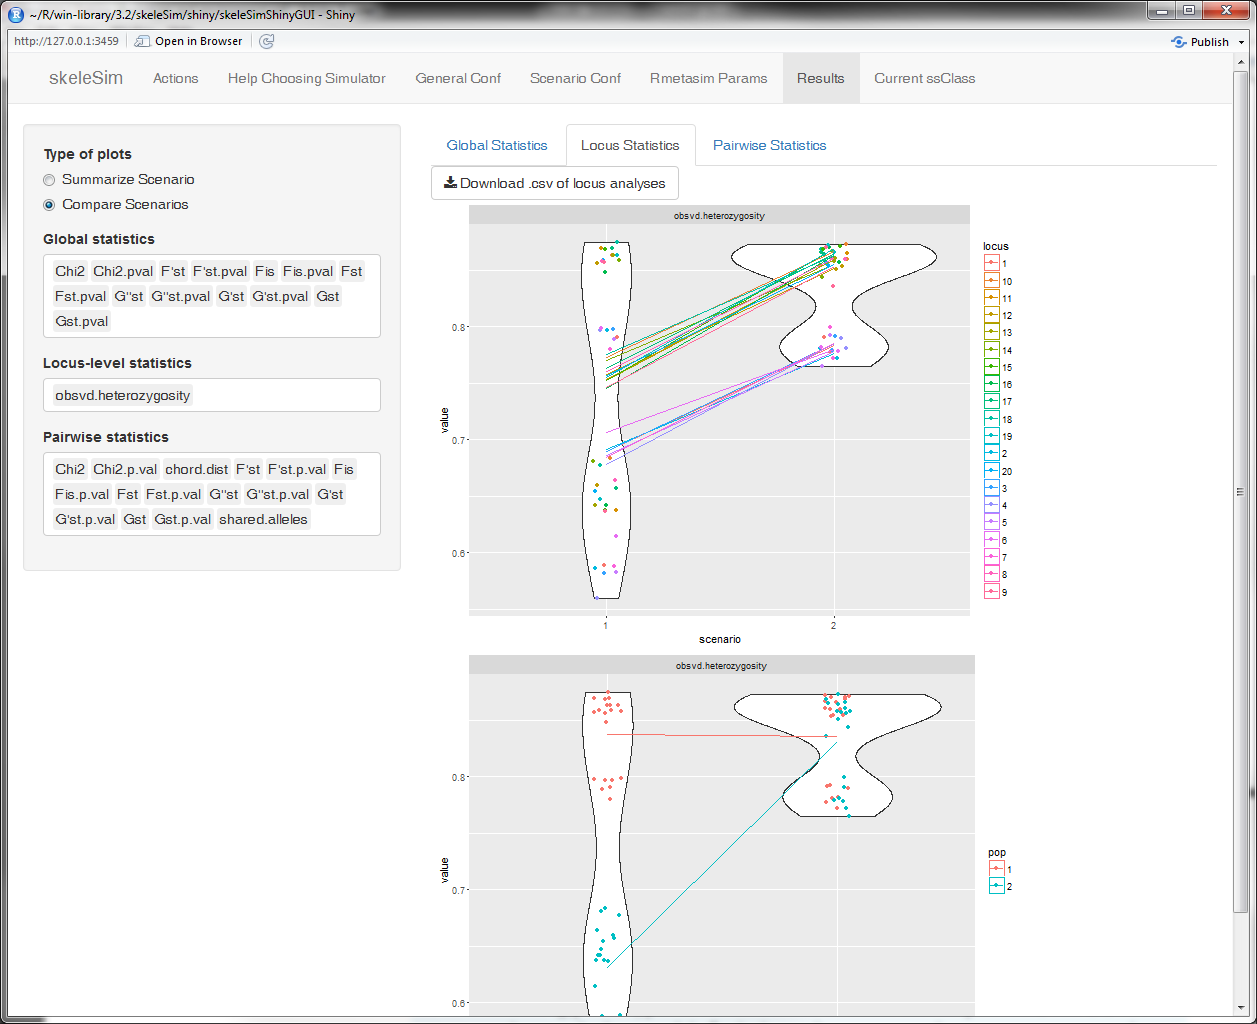 ~/R/win-library/3.2/skeleSim/shiny/skeleSimShinyGUI - Shiny
http://127.0.0.1:3459 Open in Browser Publish
skeleSim Actions Help Choosing Simulator General Conf Scenario Conf Rmetasim Params Results Current ssClass
Type of plots
Summarize Scenario
Compare Scenarios
Global statistics
Chi2 Chi2.pval F'st F'st.pval Fis Fis.pval Fst
Fst.pval G''st G''st.pval G'st G'st.pval Gst
Gst.pval
Locus-level statistics
obsvd.heterozygosity
Pairwise statistics
Chi2 Chi2.p.val chord.dist F'st F'st.p.val Fis
Fis.p.val Fst Fst.p.val G''st G''st.p.val G'st
G'st.p.val Gst Gst.p.val shared.alleles
Global Statistics Locus Statistics Pairwise Statistics
Download .csv of locus analyses
obsvd.heterozygosity
value
0.8
0.7
0.6
1 2
scenario
locus
1
10
11
12
13
14
15
16
17
18
19
2
20
3
4
5
6
7
8
9
obsvd.heterozygosity
value
0.8
0.7
0.6
pop
1
2